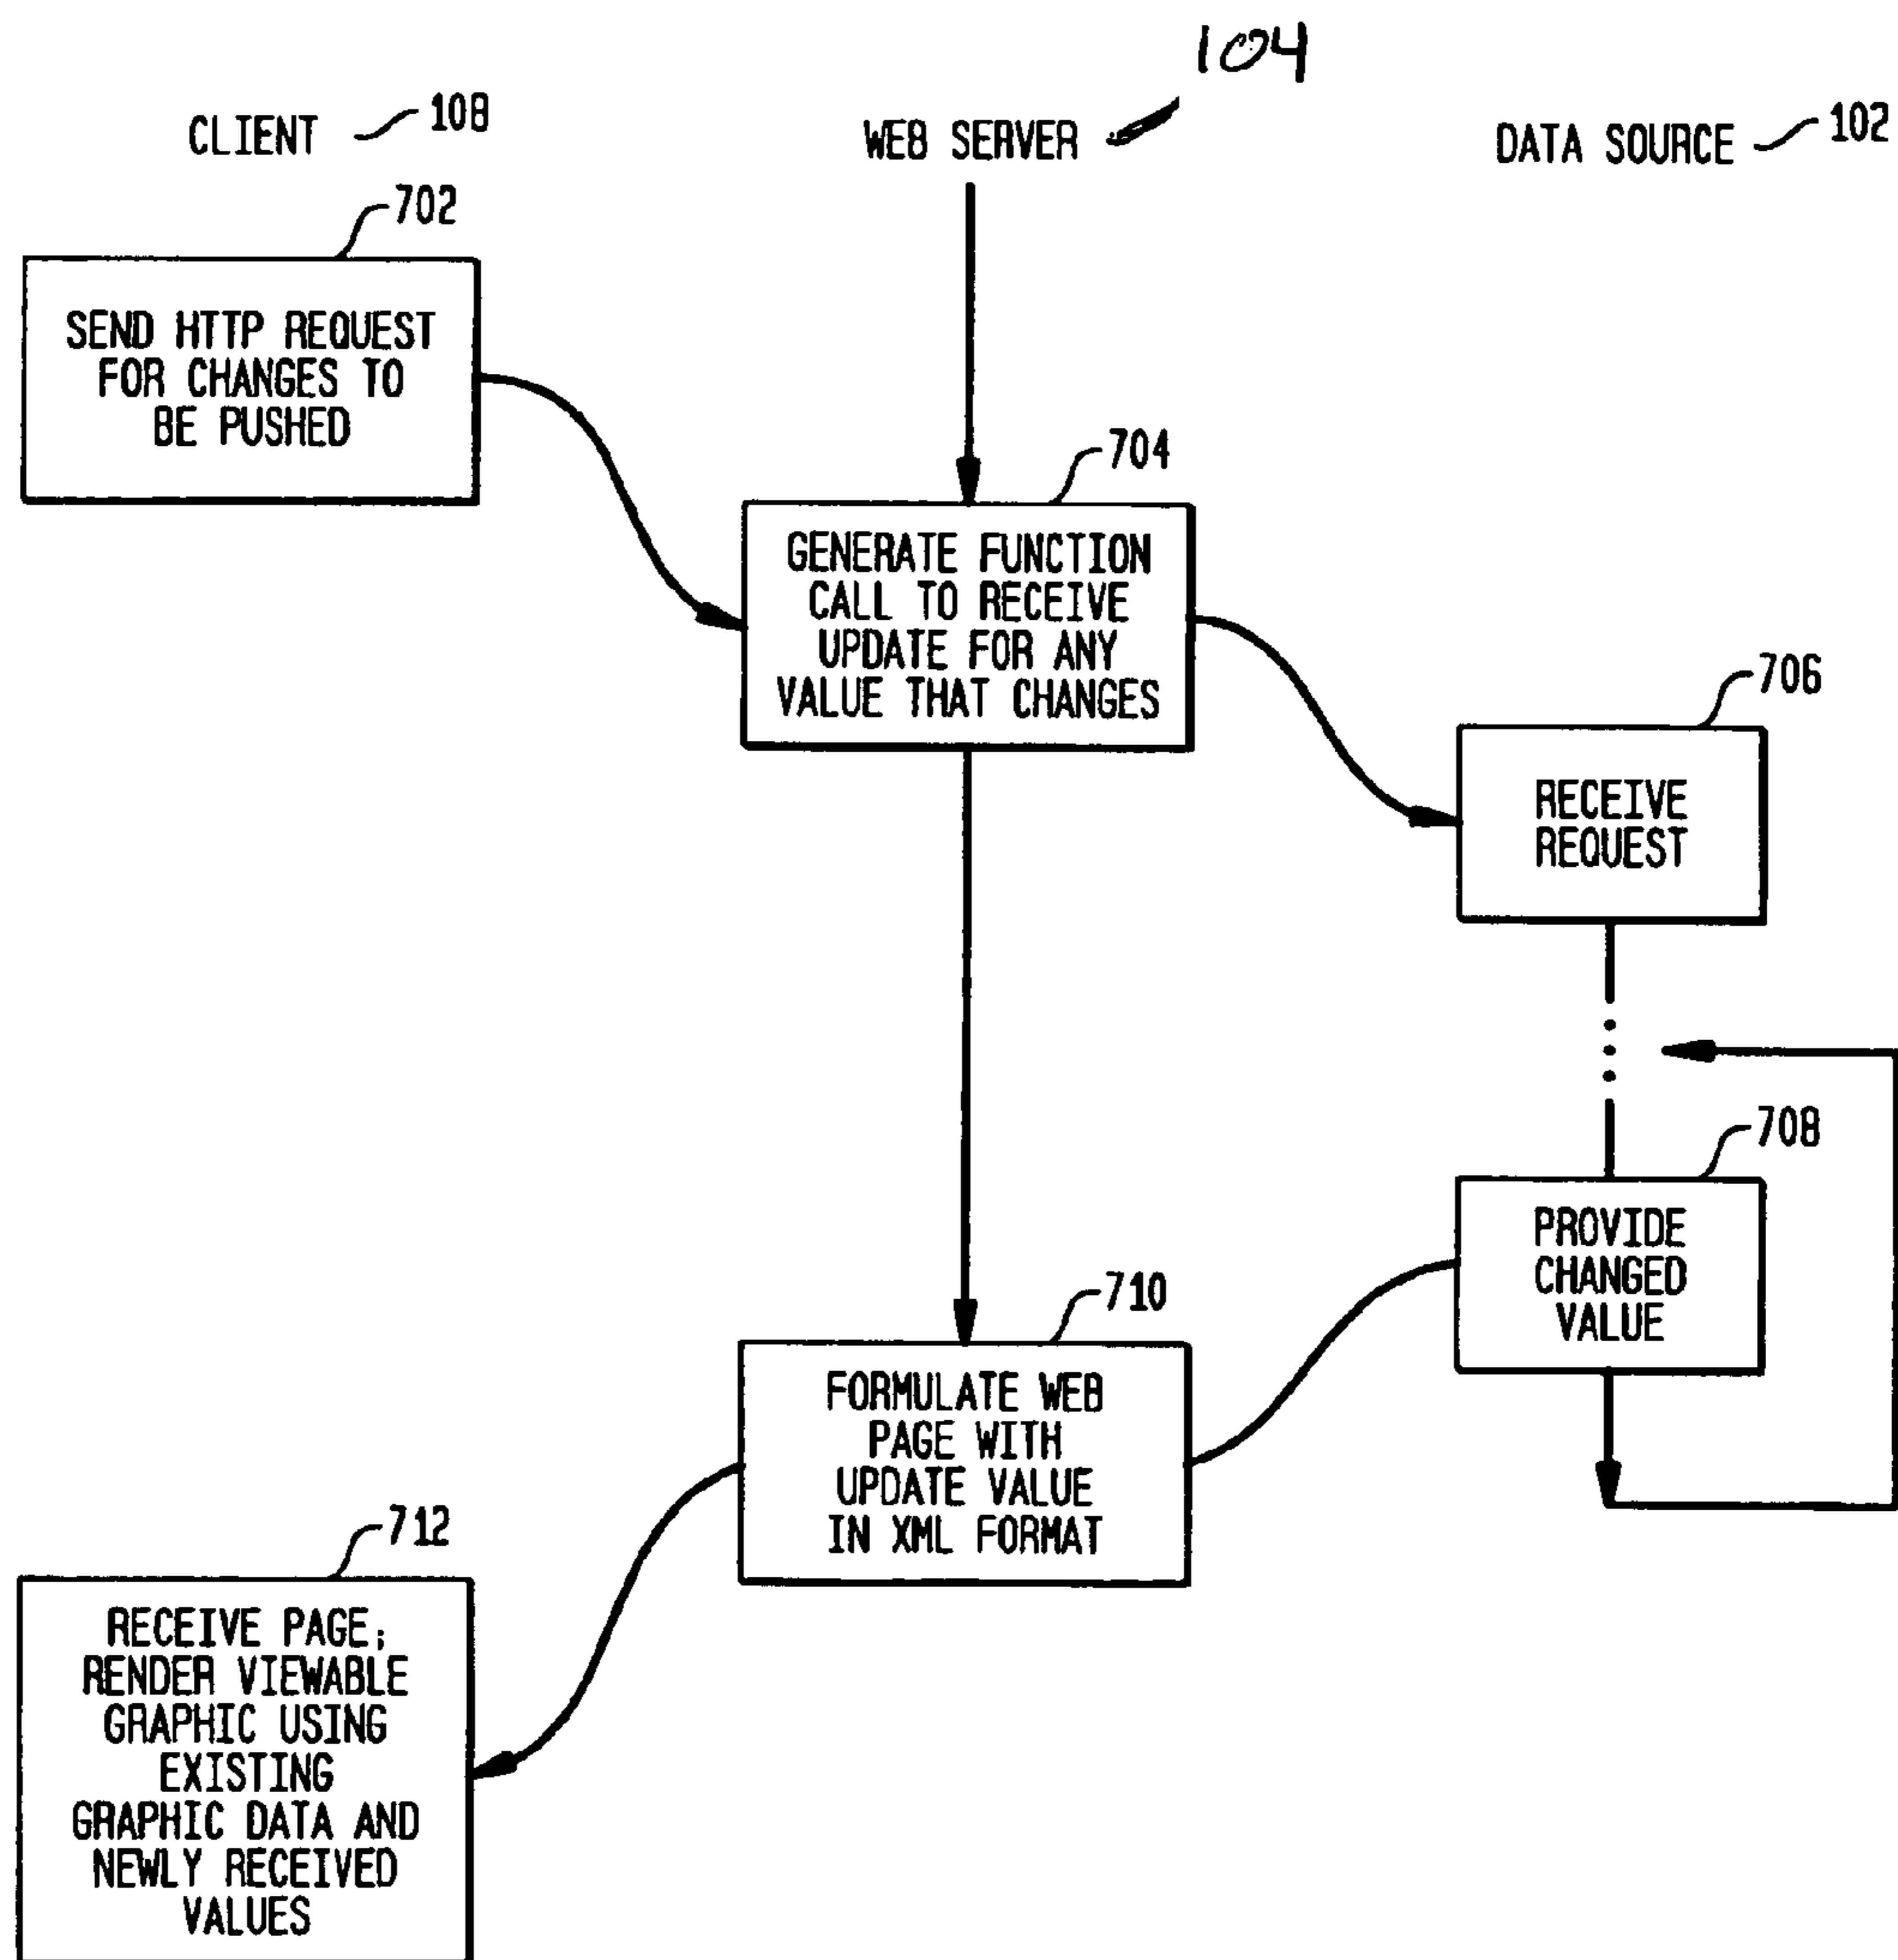 104
CLIENT 108
WEB SERVER
DATA SOURCE 102
702
SEND HTTP REQUEST
FOR CHANGES TO
BE PUSHED
704
GENERATE FUNCTION
CALL TO RECEIVE
UPDATE FOR ANY
VALUE THAT CHANGES
706
RECEIVE
REQUEST
708
PROVIDE
CHANGED
VALUE
710
FORMULATE WEB
PAGE WITH
UPDATE VALUE
IN XML FORMAT
712
RECEIVE PAGE;
RENDER VIEWABLE
GRAPHIC USING
EXISTING
GRAPHIC DATA AND
NEWLY RECEIVED
VALUES